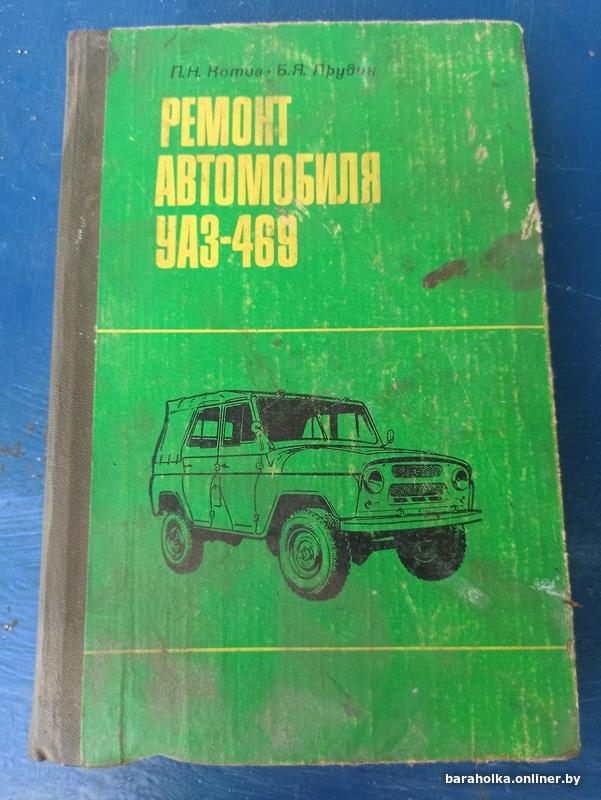 П.Н. Котов · Б.Я. Прудин
РЕМОНТ
АВТОМОБИЛЯ
УАЗ-469
baraholka.onliner.by